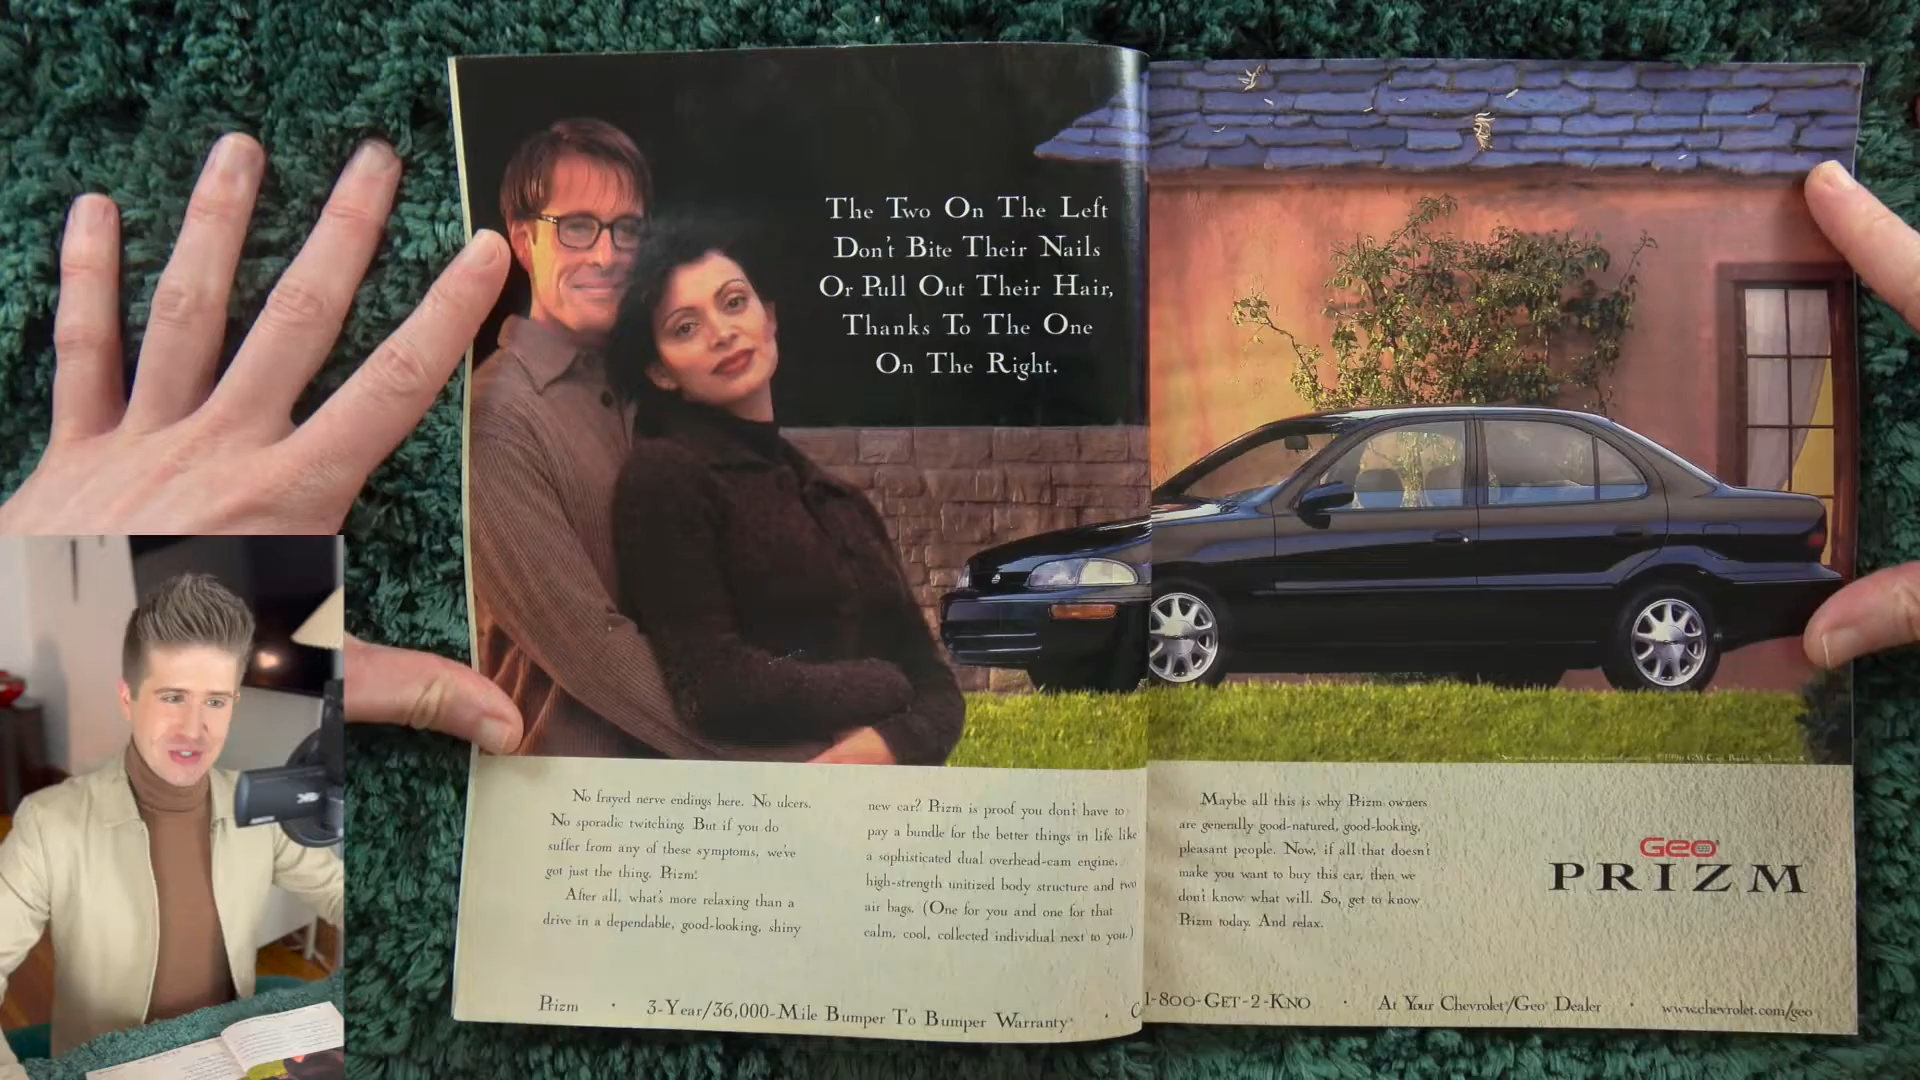 The Two On The Left
Don't Bite Their Nails
Or Pull Out Their Hair,
Thanks To The One
On The Right.
No frayed nerve endings here. No ulcers.
No sporadic twitching. But if you do
suffer from any of these symptoms, we've
got just the thing. Prizm.
After all, what's more relaxing than a
drive in a dependable, good-looking, shiny
new car? Prizm is proof you don't have to
pay a bundle for the better things in life like
a sophisticated dual overhead-cam engine,
high-strength unitized body structure and two
air bags. (One for you and one for that
calm, cool, collected individual next to you.)
Maybe all this is why Prizm owners
are generally good-natured, good-looking,
pleasant people. Now, if all that doesn't
make you want to buy this car, then we
don't know what will. So, get to know
Prizm today. And relax.
Geo
PRIZM
Prizm · 3-Year/36,000-Mile Bumper To Bumper Warranty · 1-800-GET-2-KNO · At Your Chevrolet/Geo Dealer · www.chevrolet.com/geo